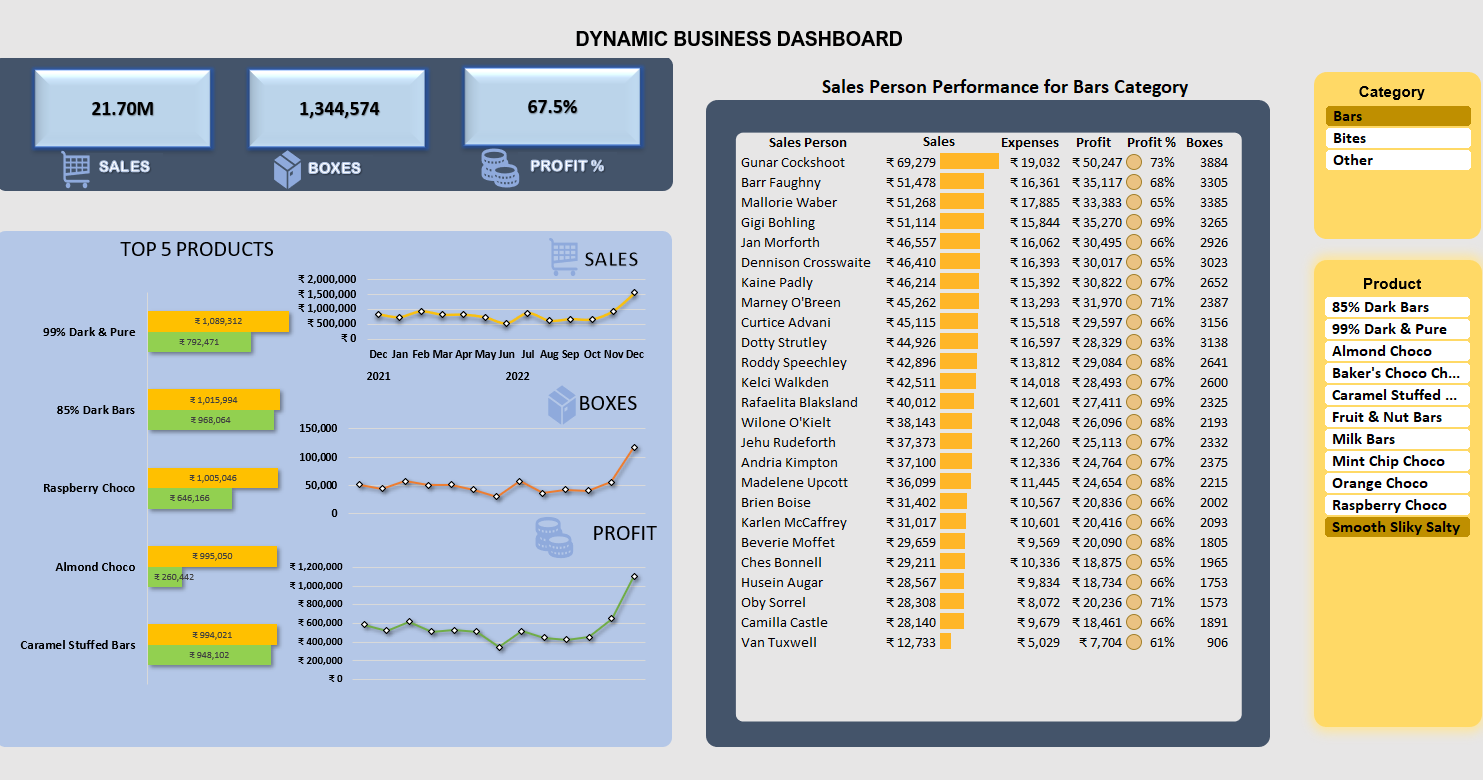 DYNAMIC BUSINESS DASHBOARD
21.70M
1,344,574
67.5%
SALES
BOXES
PROFIT %
TOP 5 PRODUCTS
99% Dark & Pure
₹ 1,089,312
₹ 792,471
85% Dark Bars
₹ 1,015,994
₹ 968,064
Raspberry Choco
₹ 1,005,046
₹ 646,166
Almond Choco
₹ 995,050
₹ 260,442
Caramel Stuffed Bars
₹ 994,021
₹ 948,102
SALES
₹ 2,000,000
₹ 1,500,000
₹ 1,000,000
₹ 500,000
₹ 0
Dec Jan Feb Mar Apr May Jun Jul Aug Sep Oct Nov Dec
2021 2022
BOXES
150,000
100,000
50,000
0
PROFIT
₹ 1,200,000
₹ 1,000,000
₹ 800,000
₹ 600,000
₹ 400,000
₹ 200,000
₹ 0
Sales Person Performance for Bars Category
Sales Person Sales Expenses Profit Profit % Boxes
Gunar Cockshoot ₹ 69,279 ₹ 19,032 ₹ 50,247 73% 3884
Barr Faughny ₹ 51,478 ₹ 16,361 ₹ 35,117 68% 3305
Mallorie Waber ₹ 51,268 ₹ 17,885 ₹ 33,383 65% 3385
Gigi Bohling ₹ 51,114 ₹ 15,844 ₹ 35,270 69% 3265
Jan Morforth ₹ 46,557 ₹ 16,062 ₹ 30,495 66% 2926
Dennison Crosswaite ₹ 46,410 ₹ 16,393 ₹ 30,017 65% 3023
Kaine Padly ₹ 46,214 ₹ 15,392 ₹ 30,822 67% 2652
Marney O'Breen ₹ 45,262 ₹ 13,293 ₹ 31,970 71% 2387
Curtice Advani ₹ 45,115 ₹ 15,518 ₹ 29,597 66% 3156
Dotty Strutley ₹ 44,926 ₹ 16,597 ₹ 28,329 63% 3138
Roddy Speechley ₹ 42,896 ₹ 13,812 ₹ 29,084 68% 2641
Kelci Walkden ₹ 42,511 ₹ 14,018 ₹ 28,493 67% 2600
Rafaelita Blaksland ₹ 40,012 ₹ 12,601 ₹ 27,411 69% 2325
Wilone O'Kielt ₹ 38,143 ₹ 12,048 ₹ 26,096 68% 2193
Jehu Rudeforth ₹ 37,373 ₹ 12,260 ₹ 25,113 67% 2332
Andria Kimpton ₹ 37,100 ₹ 12,336 ₹ 24,764 67% 2375
Madelene Upcott ₹ 36,099 ₹ 11,445 ₹ 24,654 68% 2215
Brien Boise ₹ 31,402 ₹ 10,567 ₹ 20,836 66% 2002
Karlen McCaffrey ₹ 31,017 ₹ 10,601 ₹ 20,416 66% 2093
Beverie Moffet ₹ 29,659 ₹ 9,569 ₹ 20,090 68% 1805
Ches Bonnell ₹ 29,211 ₹ 10,336 ₹ 18,875 65% 1965
Husein Augar ₹ 28,567 ₹ 9,834 ₹ 18,734 66% 1753
Oby Sorrel ₹ 28,308 ₹ 8,072 ₹ 20,236 71% 1573
Camilla Castle ₹ 28,140 ₹ 9,679 ₹ 18,461 66% 1891
Van Tuxwell ₹ 12,733 ₹ 5,029 ₹ 7,704 61% 906
Category
Bars
Bites
Other
Product
85% Dark Bars
99% Dark & Pure
Almond Choco
Baker's Choco Ch...
Caramel Stuffed ...
Fruit & Nut Bars
Milk Bars
Mint Chip Choco
Orange Choco
Raspberry Choco
Smooth Sliky Salty